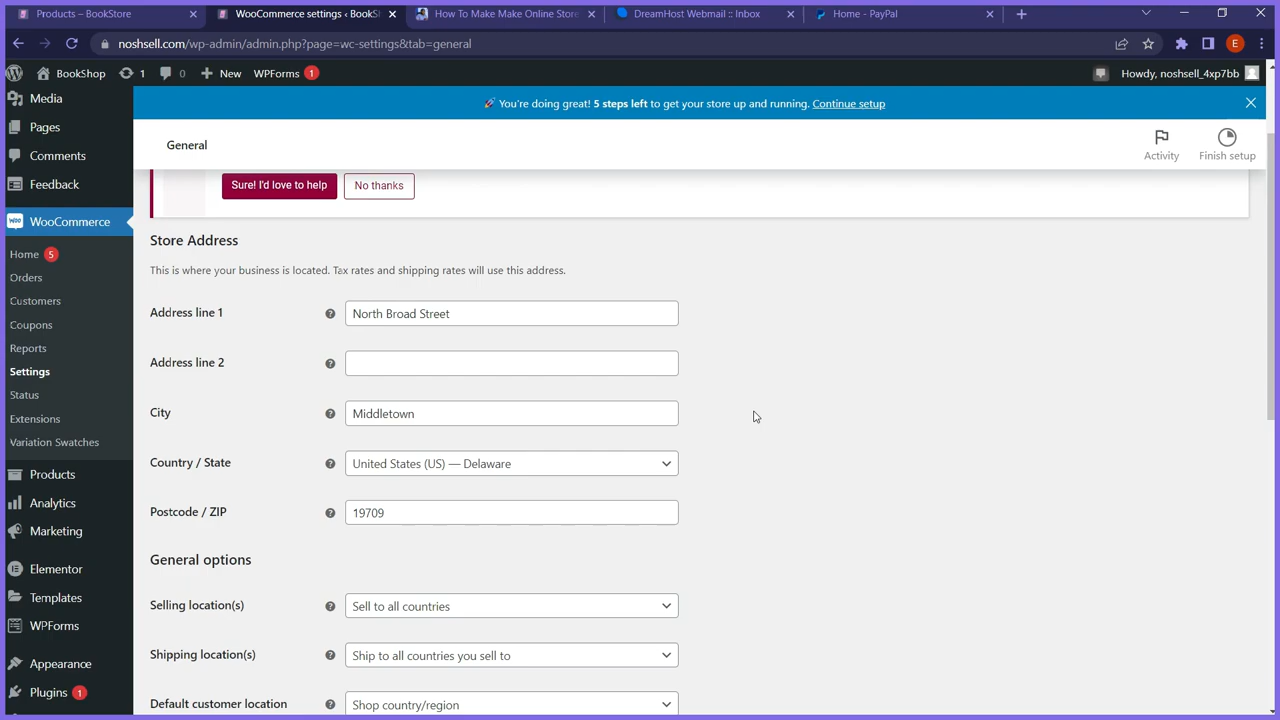 Products – BookStore
WooCommerce settings ‹ BookSh
How To Make Make Online Store
DreamHost Webmail :: Inbox
Home - PayPal
noshsell.com/wp-admin/admin.php?page=wc-settings&tab=general
E
BookShop
1
0
New
WPForms
1
Howdy, noshsell_4xp7bb
Media
Pages
Comments
Feedback
WooCommerce
Home 5
Orders
Customers
Coupons
Reports
Settings
Status
Extensions
Variation Swatches
Products
Analytics
Marketing
Elementor
Templates
WPForms
Appearance
Plugins 1
🚀 You're doing great! 5 steps left to get your store up and running. Continue setup
General
Activity
Finish setup
Sure! I'd love to help
No thanks
Store Address
This is where your business is located. Tax rates and shipping rates will use this address.
Address line 1
North Broad Street
Address line 2
City
Middletown
Country / State
United States (US) — Delaware
Postcode / ZIP
19709
General options
Selling location(s)
Sell to all countries
Shipping location(s)
Ship to all countries you sell to
Default customer location
Shop country/region